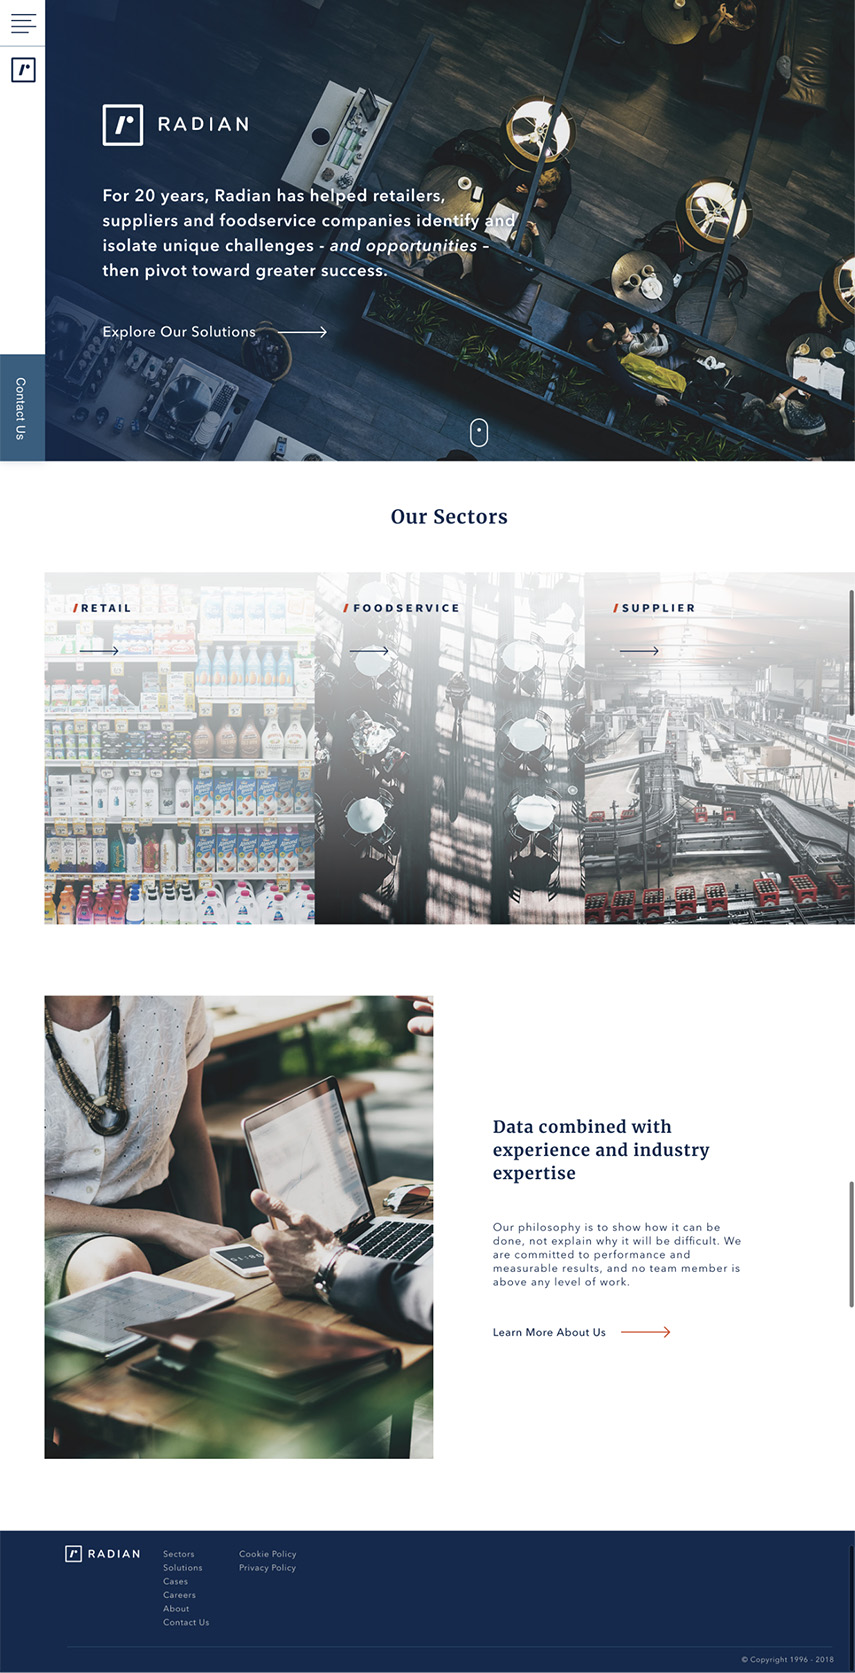 RADIAN
For 20 years, Radian has helped retailers,
suppliers and foodservice companies identify and
isolate unique challenges - and opportunities –
then pivot toward greater success.
Explore Our Solutions
Contact Us
Our Sectors
/RETAIL
/FOODSERVICE
/SUPPLIER
Data combined with
experience and industry
expertise
Our philosophy is to show how it can be
done, not explain why it will be difficult. We
are committed to performance and
measurable results, and no team member is
above any level of work.
Learn More About Us
RADIAN
Sectors
Solutions
Cases
Careers
About
Contact Us
Cookie Policy
Privacy Policy
© Copyright 1996 - 2018